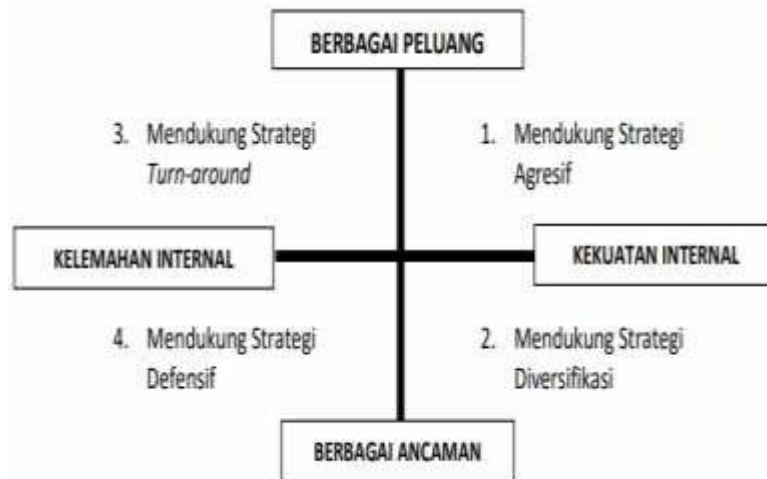 BERBAGAI PELUANG
3. Mendukung Strategi
Turn-around
1. Mendukung Strategi
Agresif
KELEMAHAN INTERNAL
KEKUATAN INTERNAL
4. Mendukung Strategi
Defensif
2. Mendukung Strategi
Diversifikasi
BERBAGAI ANCAMAN